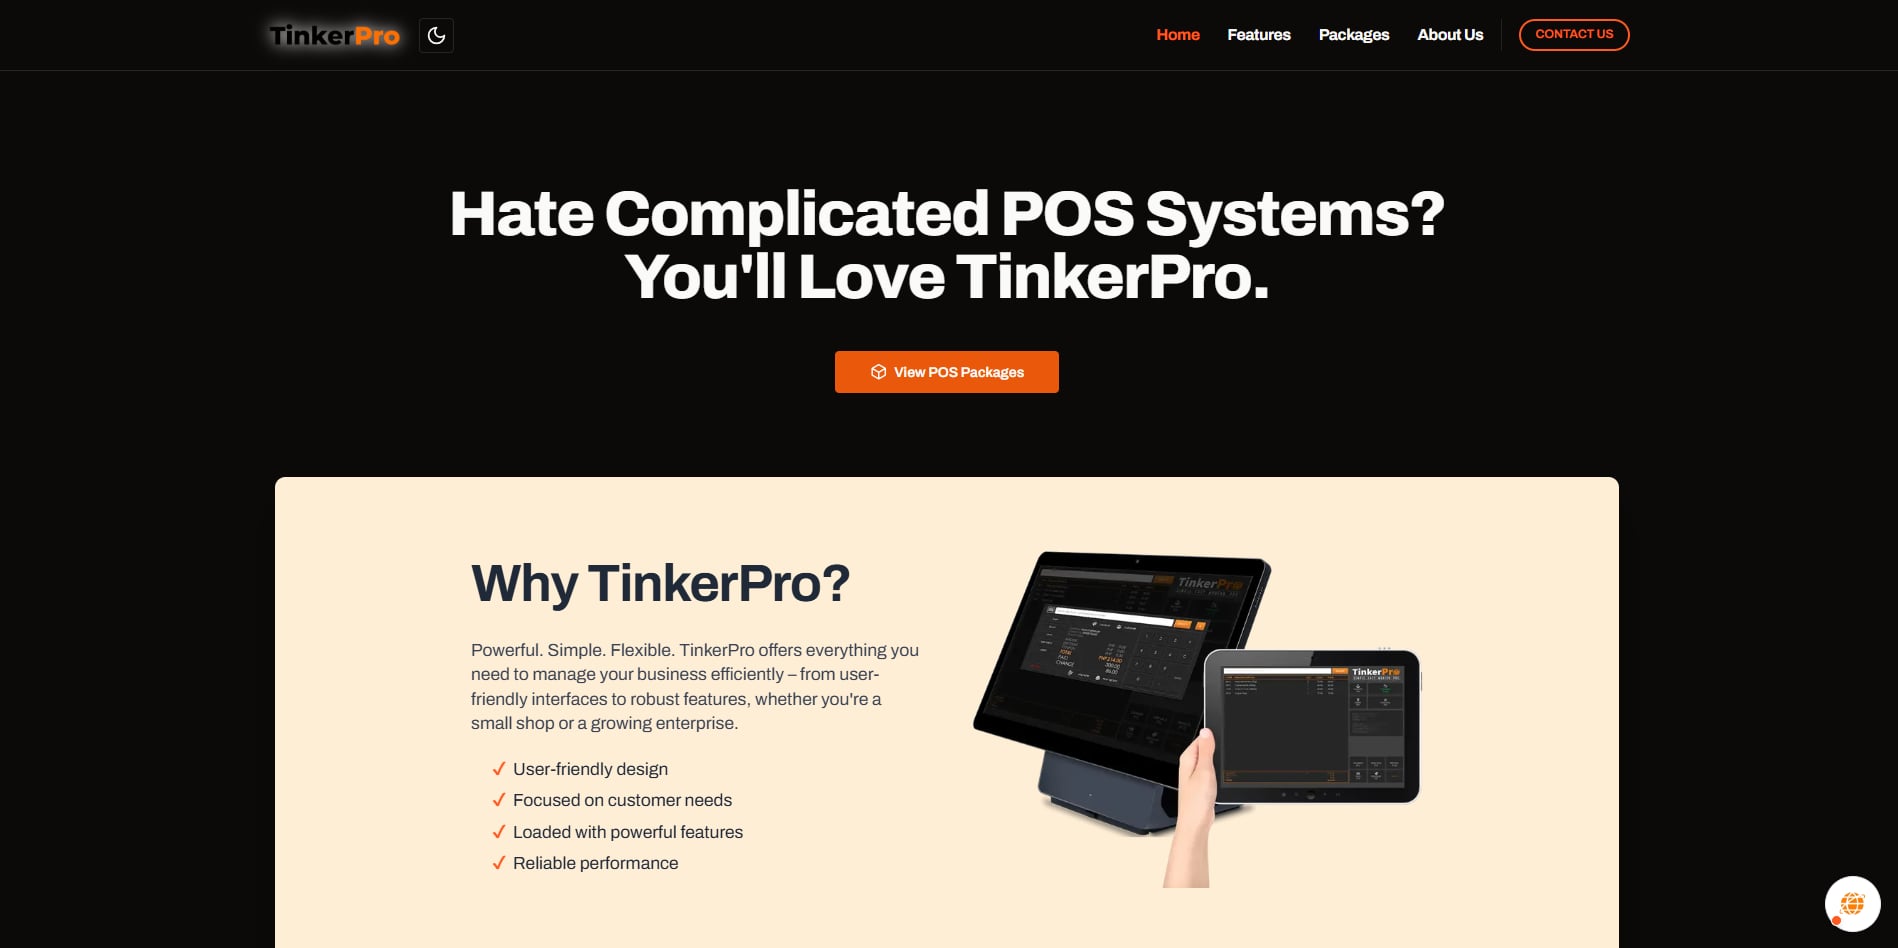 TinkerPro
Home
Features
Packages
About Us
CONTACT US
Hate Complicated POS Systems?
You'll Love TinkerPro.
View POS Packages
Why TinkerPro?
Powerful. Simple. Flexible. TinkerPro offers everything you
need to manage your business efficiently – from user-
friendly interfaces to robust features, whether you're a
small shop or a growing enterprise.
✓ User-friendly design
✓ Focused on customer needs
✓ Loaded with powerful features
✓ Reliable performance
TinkerPro
TOTAL
PAID
CHANGE
TinkerPro